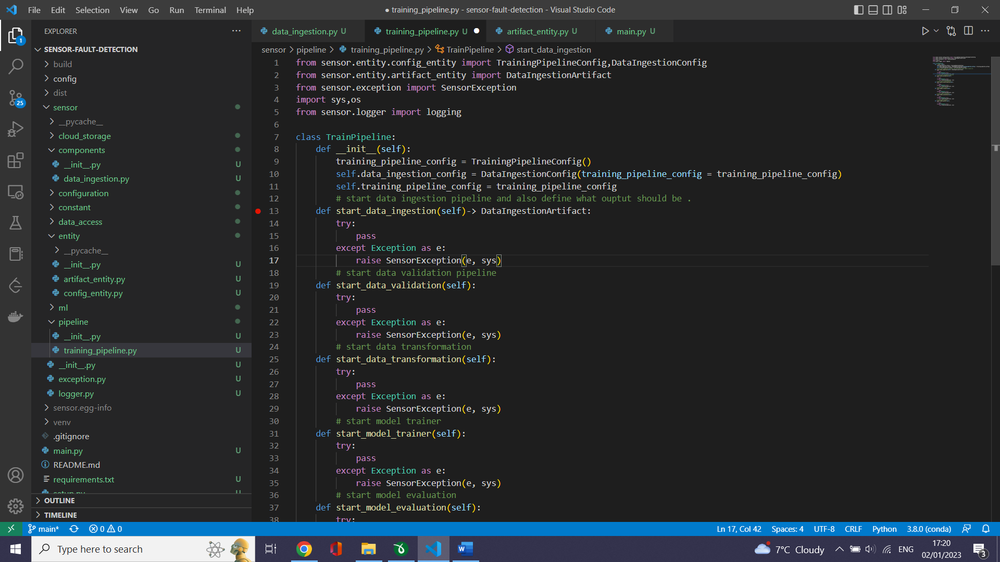 File Edit Selection View Go Run Terminal Help
● training_pipeline.py - sensor-fault-detection - Visual Studio Code
EXPLORER
data_ingestion.py U
training_pipeline.py U
artifact_entity.py U
main.py U
sensor > pipeline > training_pipeline.py > TrainPipeline > start_data_ingestion
1
25
SENSOR-FAULT-DETECTION
build
config
dist
sensor
__pycache__
cloud_storage
components
__init__.py U
data_ingestion.py U
configuration
constant
data_access
entity
__pycache__
__init__.py U
artifact_entity.py U
config_entity.py U
ml
pipeline
__init__.py U
training_pipeline.py U
__init__.py U
exception.py U
logger.py U
sensor.egg-info
venv
.gitignore
main.py U
README.md
requirements.txt U
setup.py U
OUTLINE
TIMELINE
1 from sensor.entity.config_entity import TrainingPipelineConfig,DataIngestionConfig
2 from sensor.entity.artifact_entity import DataIngestionArtifact
3 from sensor.exception import SensorException
4 import sys,os
5 from sensor.logger import logging
6
7 class TrainPipeline:
8 def __init__(self):
9 training_pipeline_config = TrainingPipelineConfig()
10 self.data_ingestion_config = DataIngestionConfig(training_pipeline_config = training_pipeline_config)
11 self.training_pipeline_config = training_pipeline_config
12 # start data ingestion pipeline and also define what ouptut should be .
13 def start_data_ingestion(self)-> DataIngestionArtifact:
14 try:
15 pass
16 except Exception as e:
17 raise SensorException(e, sys)
18 # start data validation pipeline
19 def start_data_validation(self):
20 try:
21 pass
22 except Exception as e:
23 raise SensorException(e, sys)
24 # start data transformation
25 def start_data_transformation(self):
26 try:
27 pass
28 except Exception as e:
29 raise SensorException(e, sys)
30 # start model trainer
31 def start_model_trainer(self):
32 try:
33 pass
34 except Exception as e:
35 raise SensorException(e, sys)
36 # start model evaluation
37 def start_model_evaluation(self):
38 try:
main* 0 0
Ln 17, Col 42 Spaces: 4 UTF-8 CRLF Python 3.8.0 (conda)
Type here to search
7°C Cloudy
ENG
17:20
02/01/2023
3